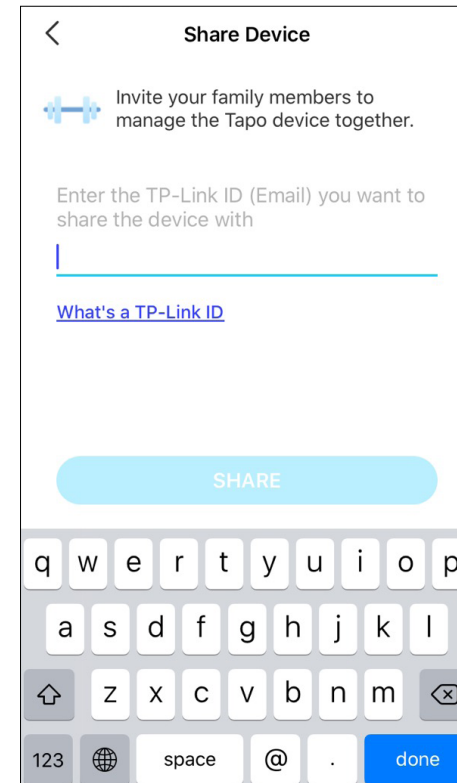 Share Device
Invite your family members to
manage the Tapo device together.
Enter the TP-Link ID (Email) you want to
share the device with
What's a TP-Link ID
SHARE
q w e r t y u i o p
a s d f g h j k l
z x c v b n m
123 space @ . done